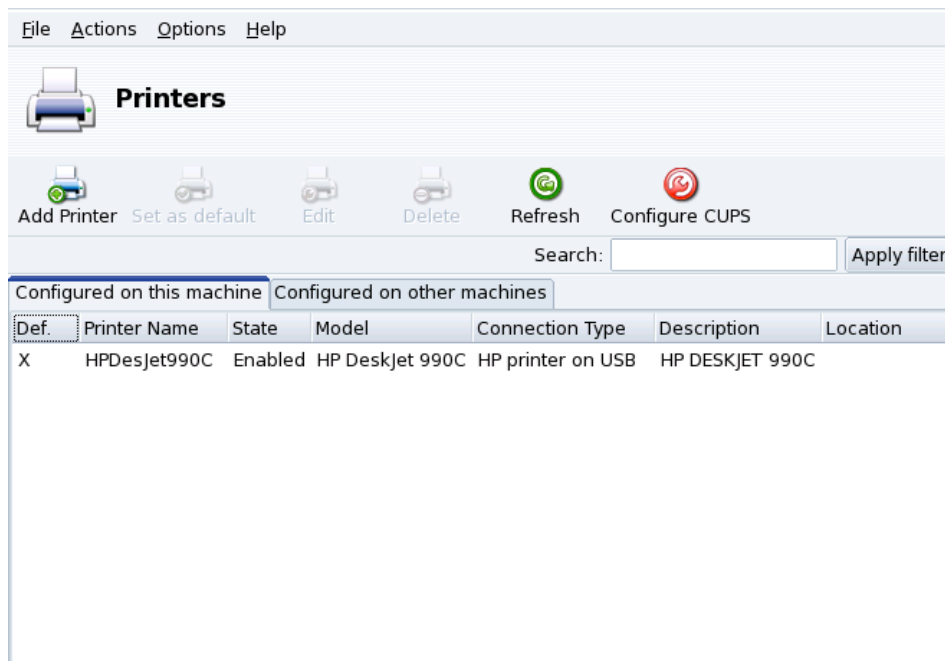 File Actions Options Help
Printers
Add Printer Set as default Edit Delete Refresh Configure CUPS
Search: Apply filter
Configured on this machine Configured on other machines
Def. Printer Name State Model Connection Type Description Location
X HPDesJet990C Enabled HP DeskJet 990C HP printer on USB HP DESKJET 990C